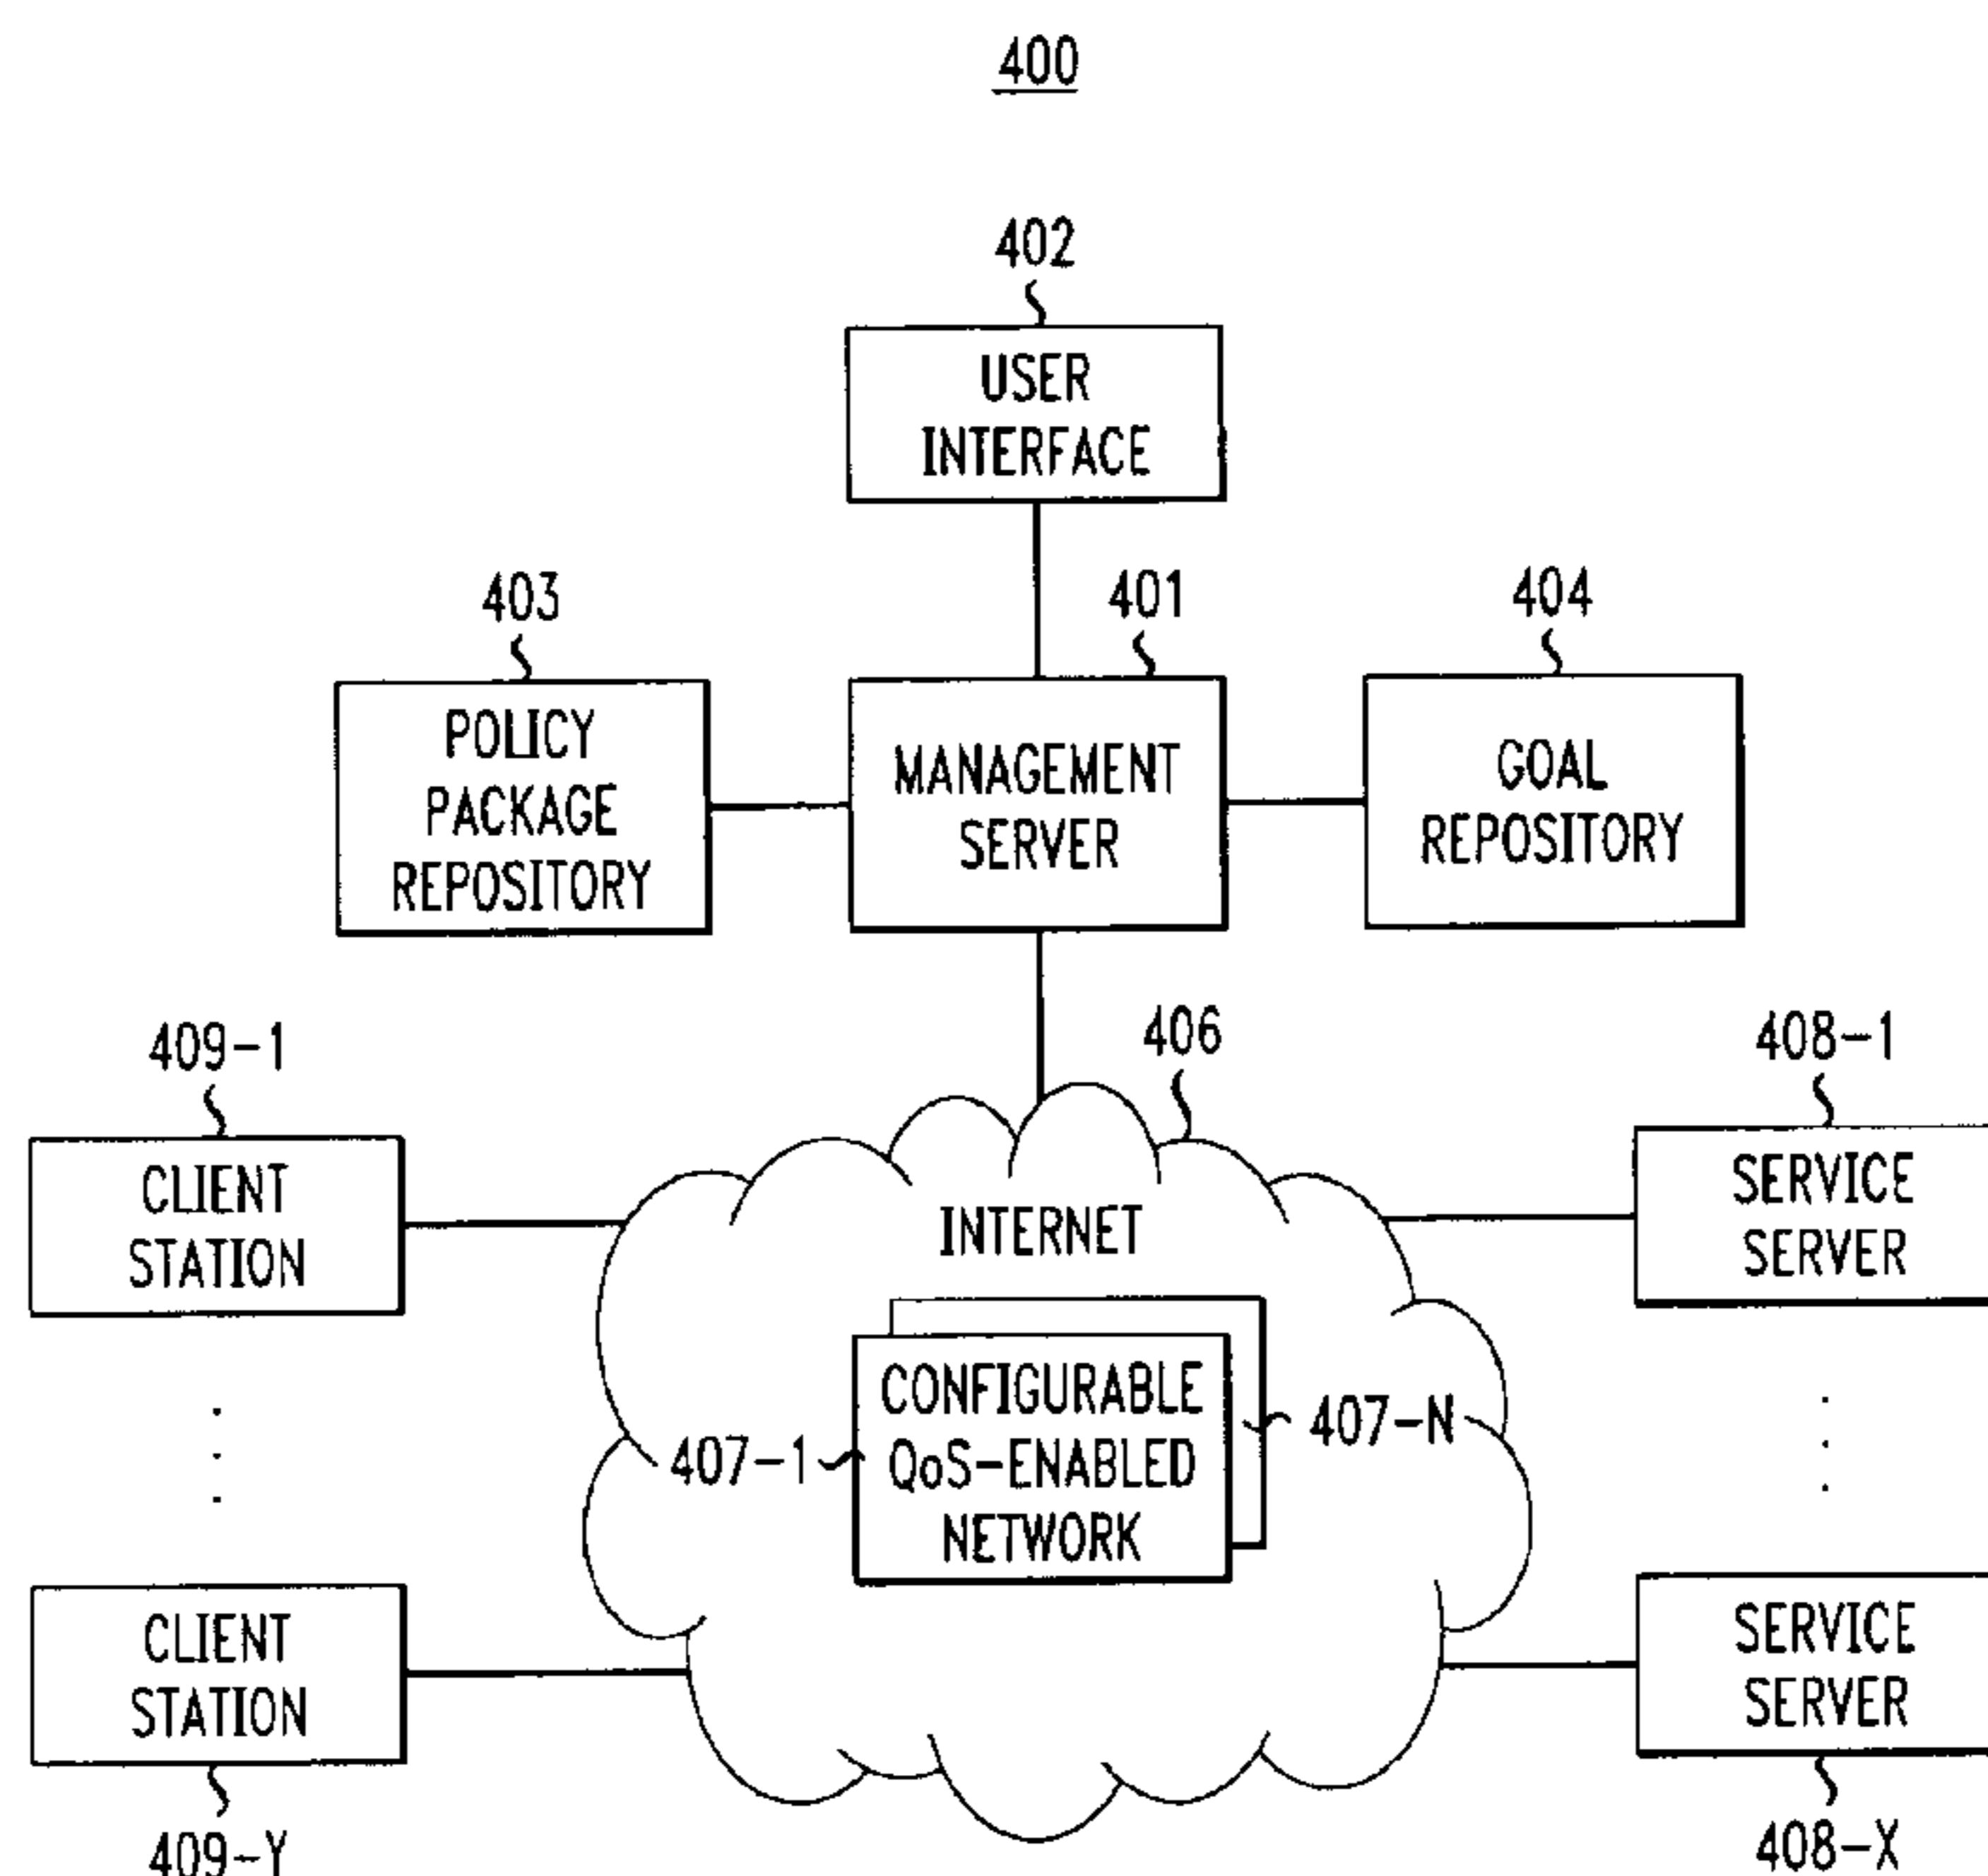 400
402
USER
INTERFACE
403
401
404
POLICY
PACKAGE
REPOSITORY
MANAGEMENT
SERVER
GOAL
REPOSITORY
409-1
406
408-1
CLIENT
STATION
INTERNET
SERVICE
SERVER
407-1
CONFIGURABLE
QoS-ENABLED
NETWORK
407-N
CLIENT
STATION
SERVICE
SERVER
409-Y
408-X